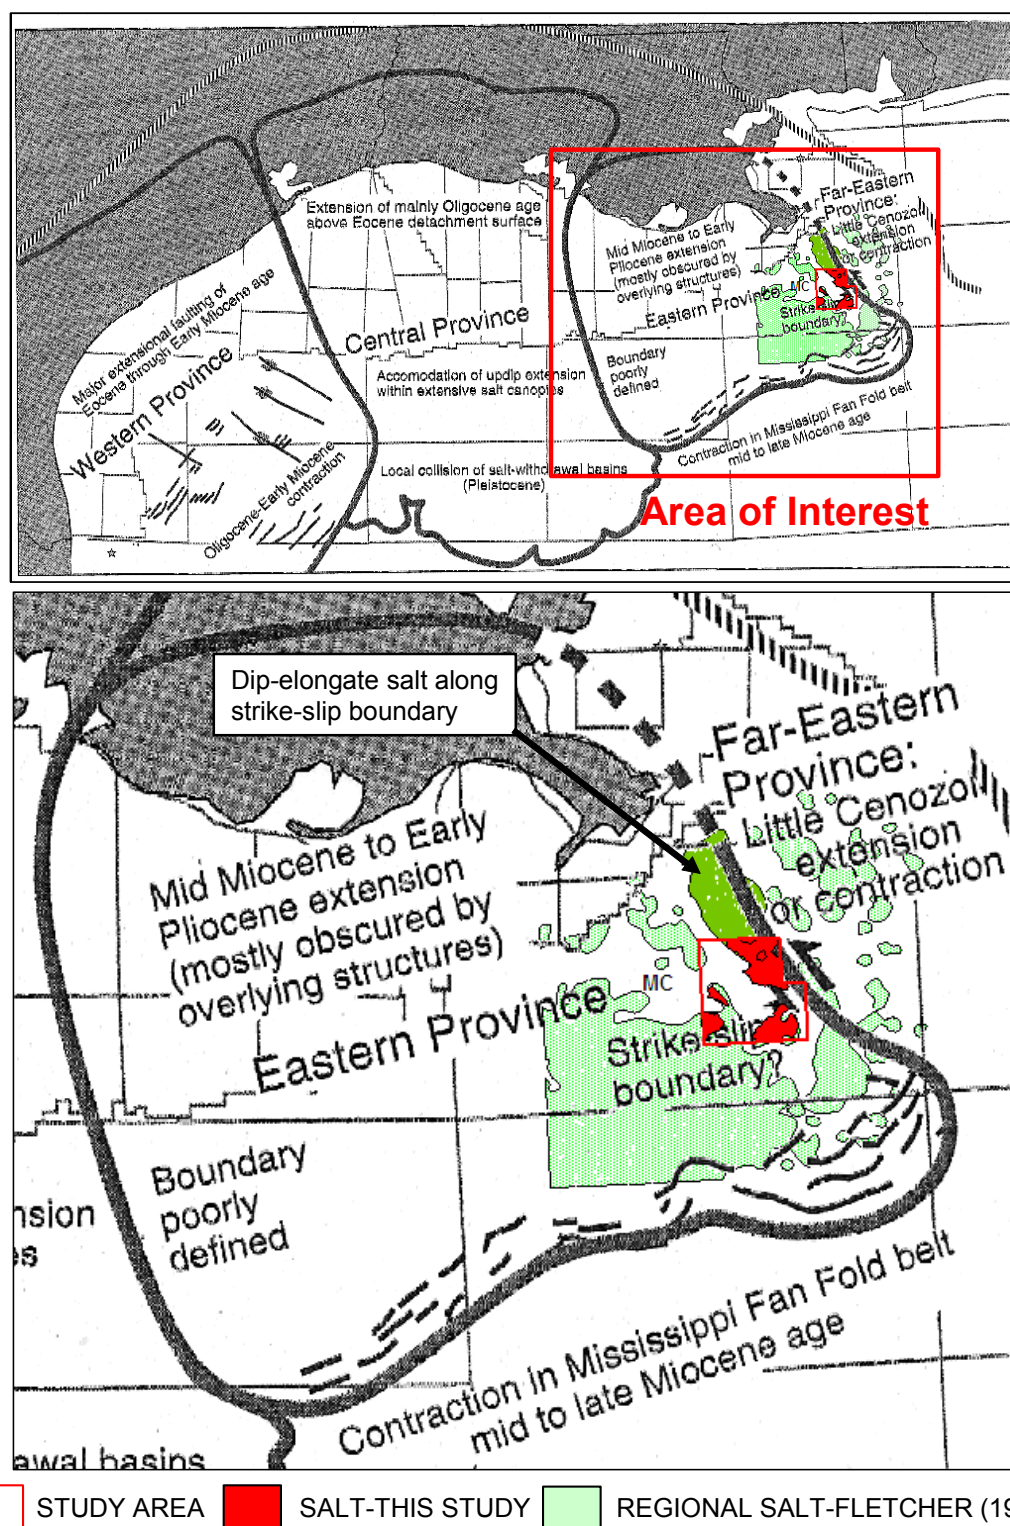 Extension of mainly Oligocene age
above Eocene detachment surface
Far-Eastern
Province:
Little Cenozoi
extension
or contraction
Mid Miocene to Early
Pliocene extension
(mostly obscured by
overlying structures)
MC
Eastern Province
Strike-slip
boundary?
Major extensional faulting of
Eocene through Early Miocene age
Western Province
Central Province
Accomodation of updip extension
within extensive salt canopies
Boundary
poorly
defined
Contraction in Mississippi Fan Fold belt
mid to late Miocene age
Oligocene-Early Miocene
contraction
Local collision of salt-withdrawal basins
(Pleistocene)
Area of Interest
Dip-elongate salt along
strike-slip boundary
Far-Eastern
Province:
Little Cenozoi
extension
or contraction
Mid Miocene to Early
Pliocene extension
(mostly obscured by
overlying structures)
MC
Eastern Province
Strike-slip
boundary?
Boundary
poorly
defined
nsion
es
Contraction in Mississippi Fan Fold belt
mid to late Miocene age
awal basins
STUDY AREA
SALT-THIS STUDY
REGIONAL SALT-FLETCHER (19